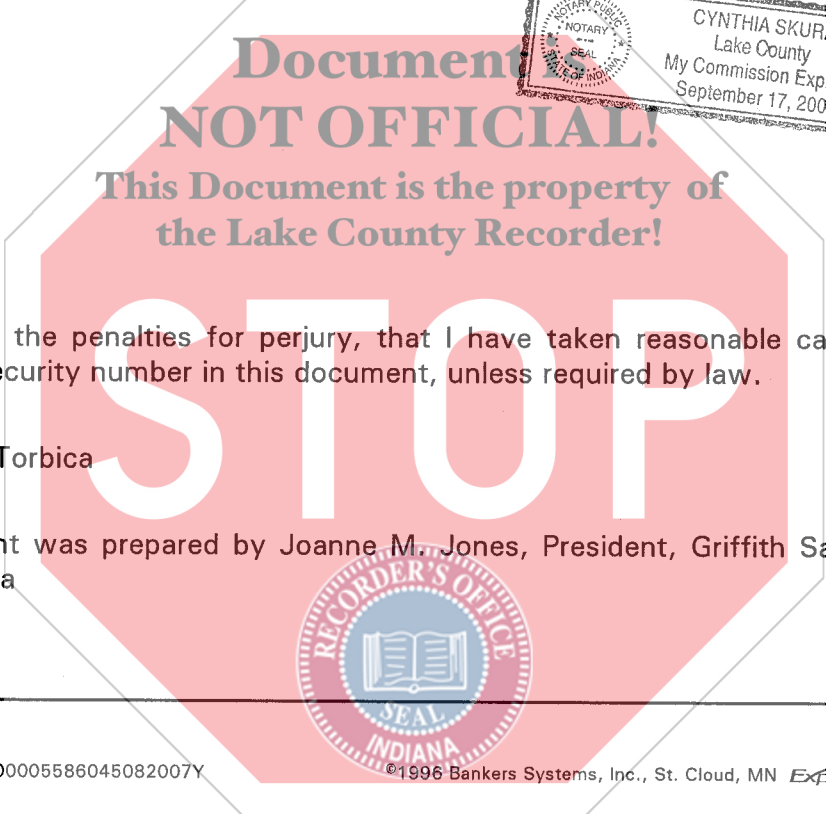 CYNTHIA SKUR
Lake County
My Commission Exp
September 17, 200
NOTARY PUBLIC
NOTARY
SEAL
STATE OF INDIANA
Document is
NOT OFFICIAL!
This Document is the property of
the Lake County Recorder!
STOP
the penalties for perjury, that I have taken reasonable ca
ecurity number in this document, unless required by law.
Torbica
nt was prepared by Joanne M. Jones, President, Griffith Sa
a
RECORDER'S OFFICE
SEAL
INDIANA
00005586045082007Y
©1996 Bankers Systems, Inc., St. Cloud, MN Exp